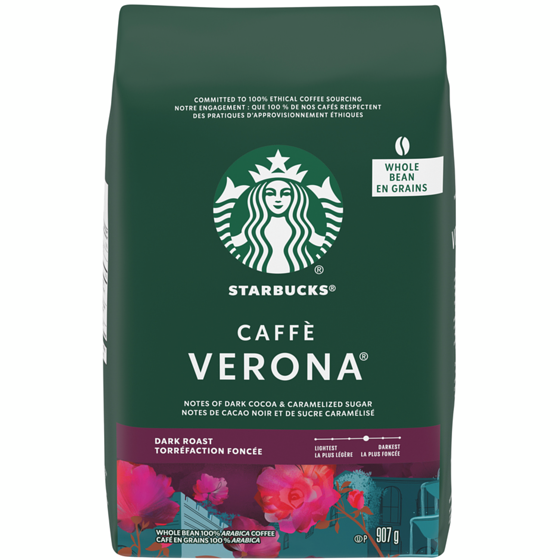 COMMITTED TO 100% ETHICAL COFFEE SOURCING
NOTRE ENGAGEMENT : QUE 100 % DE NOS CAFÉS RESPECTENT
DES PRATIQUES D'APPROVISIONNEMENT ÉTHIQUES
WHOLE
BEAN
EN GRAINS
®
STARBUCKS®
CAFFÈ
VERONA®
NOTES OF DARK COCOA & CARAMELIZED SUGAR
NOTES DE CACAO NOIR ET DE SUCRE CARAMÉLISÉ
DARK ROAST
TORRÉFACTION FONCÉE
LIGHTEST
LA PLUS LÉGÈRE
DARKEST
LA PLUS FONCÉE
WHOLE BEAN 100% ARABICA COFFEE
CAFÉ EN GRAINS 100 % ARABICA
Ⓤ P
907 g